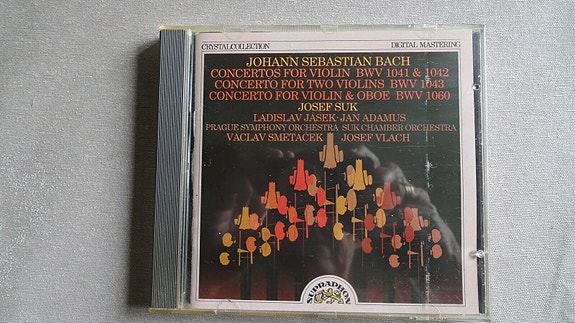 CRYSTAL COLLECTION DIGITAL MASTERING
JOHANN SEBASTIAN BACH
CONCERTOS FOR VIOLIN BWV 1041 & 1042
CONCERTO FOR TWO VIOLINS BWV 1043
CONCERTO FOR VIOLIN & OBOE BWV 1060
JOSEF SUK
LADISLAV JÁSEK · JAN ADAMUS
PRAGUE SYMPHONY ORCHESTRA SUK CHAMBER ORCHESTRA
VÁCLAV SMETÁČEK JOSEF VLACH
SUPRAPHON